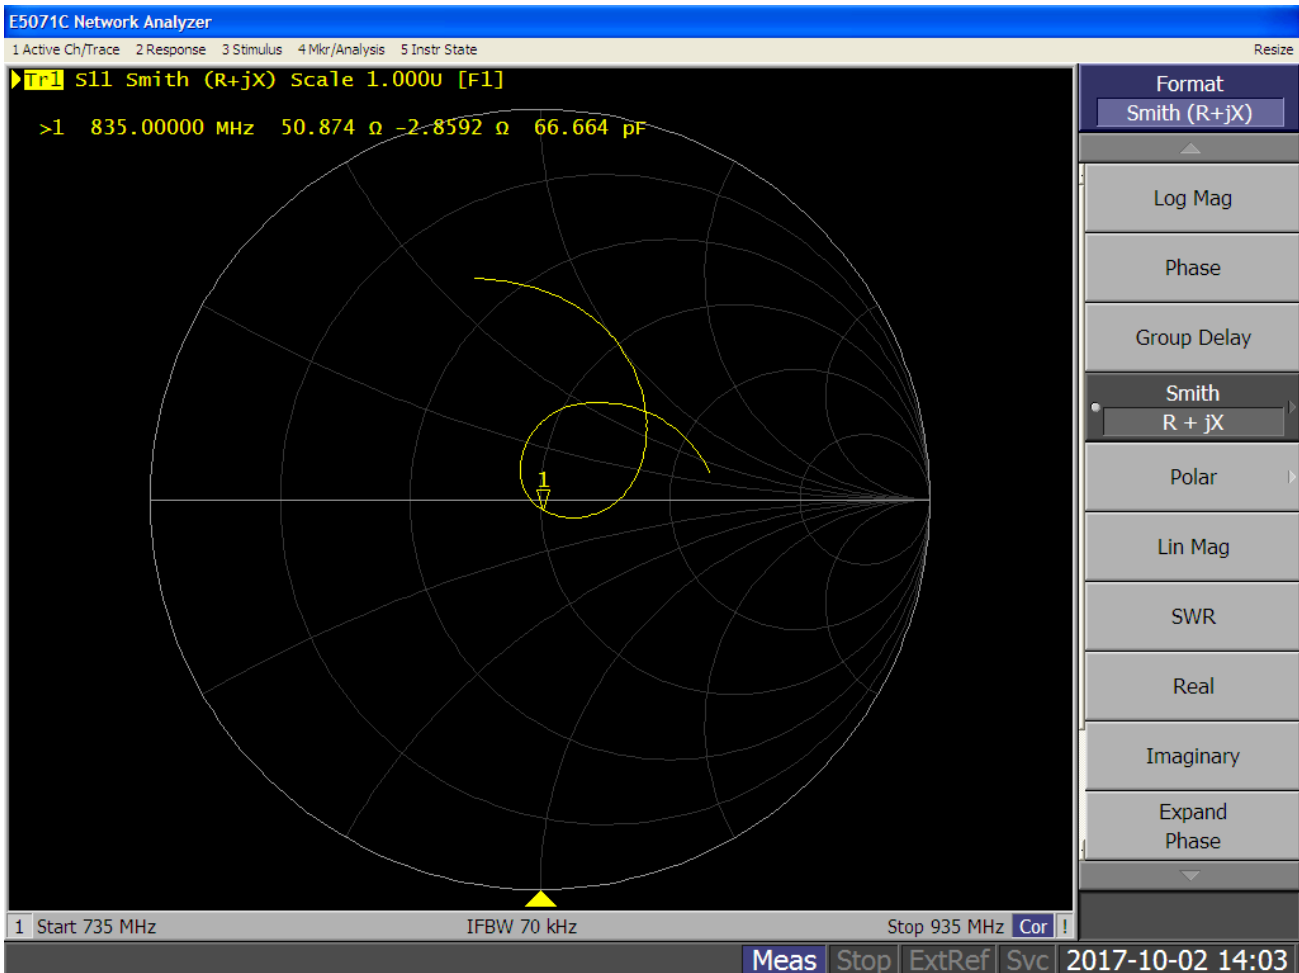 E5071C Network Analyzer
1 Active Ch/Trace 2 Response 3 Stimulus 4 Mkr/Analysis 5 Instr State Resize
Tr1 S11 Smith (R+jX) Scale 1.000U [F1]
>1 835.00000 MHz 50.874 Ω -2.8592 Ω 66.664 pF
1
Format
Smith (R+jX)
Log Mag
Phase
Group Delay
Smith
R + jX
Polar
Lin Mag
SWR
Real
Imaginary
Expand
Phase
1 Start 735 MHz IFBW 70 kHz Stop 935 MHz Cor !
Meas Stop ExtRef Svc 2017-10-02 14:03